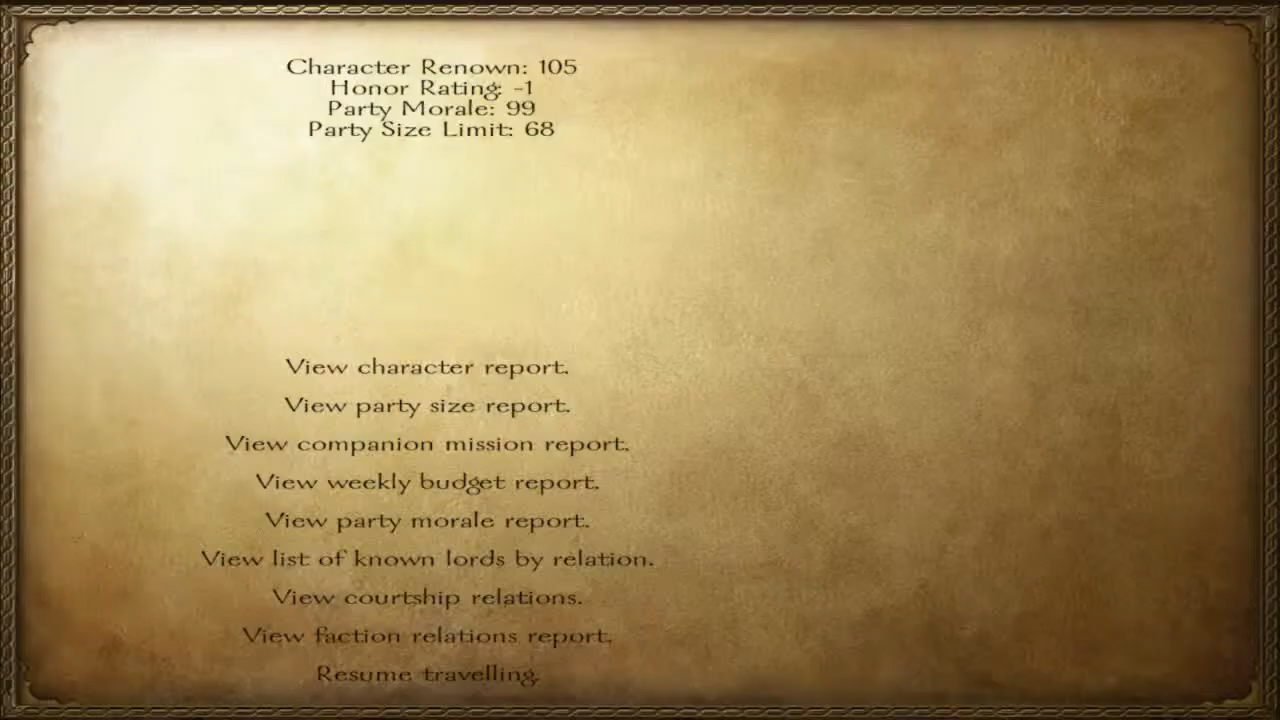 Character Renown: 105
Honor Rating: -1
Party Morale: 99
Party Size Limit: 68
View character report.
View party size report.
View companion mission report.
View weekly budget report.
View party morale report.
View list of known lords by relation.
View courtship relations.
View faction relations report.
Resume travelling.